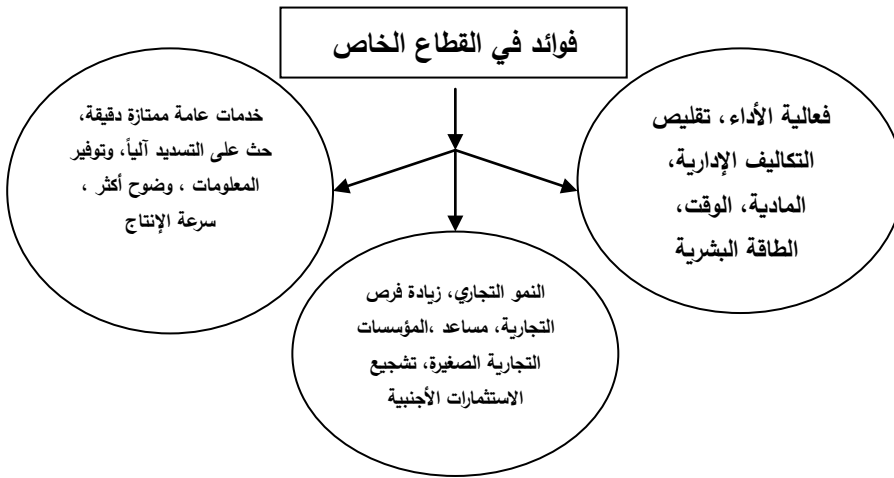 فوائد في القطاع الخاص
فعالية الأداء، تقليص
التكاليف الإدارية،
المادية، الوقت،
الطاقة البشرية
النمو التجاري، زيادة فرص
التجارية، مساعد ،المؤسسات
التجارية الصغيرة، تشجيع
الاستثمارات الأجنبية
خدمات عامة ممتازة دقيقة،
حث على التسديد آلياً، وتوفير
المعلومات ، وضوح أكثر ،
سرعة الإنتاج